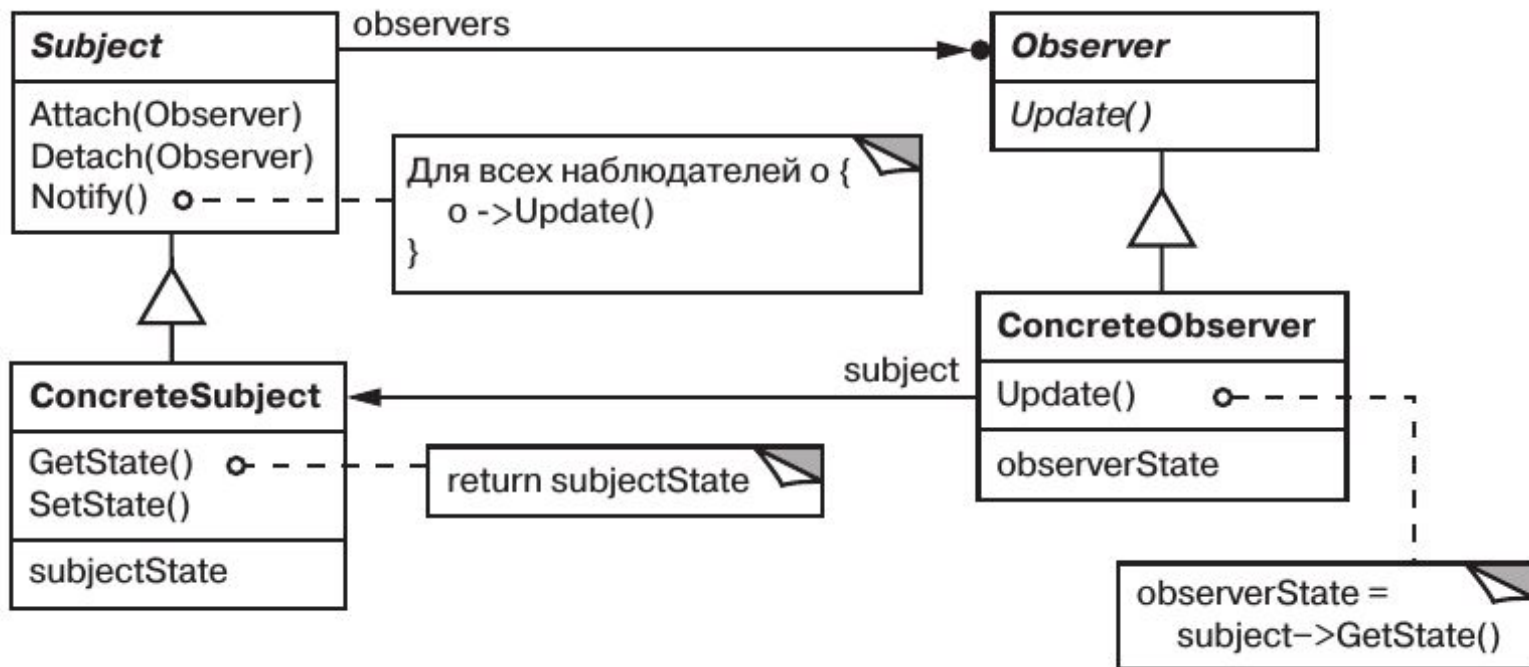 Subject
Attach(Observer)
Detach(Observer)
Notify()
observers
Observer
Update()
Для всех наблюдателей o {
o ->Update()
}
ConcreteSubject
GetState()
SetState()
subjectState
return subjectState
subject
ConcreteObserver
Update()
observerState
observerState =
subject->GetState()